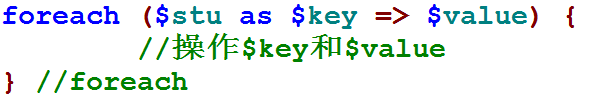 foreach ($stu as $key => $value) {
//操作$key和$value
} //foreach